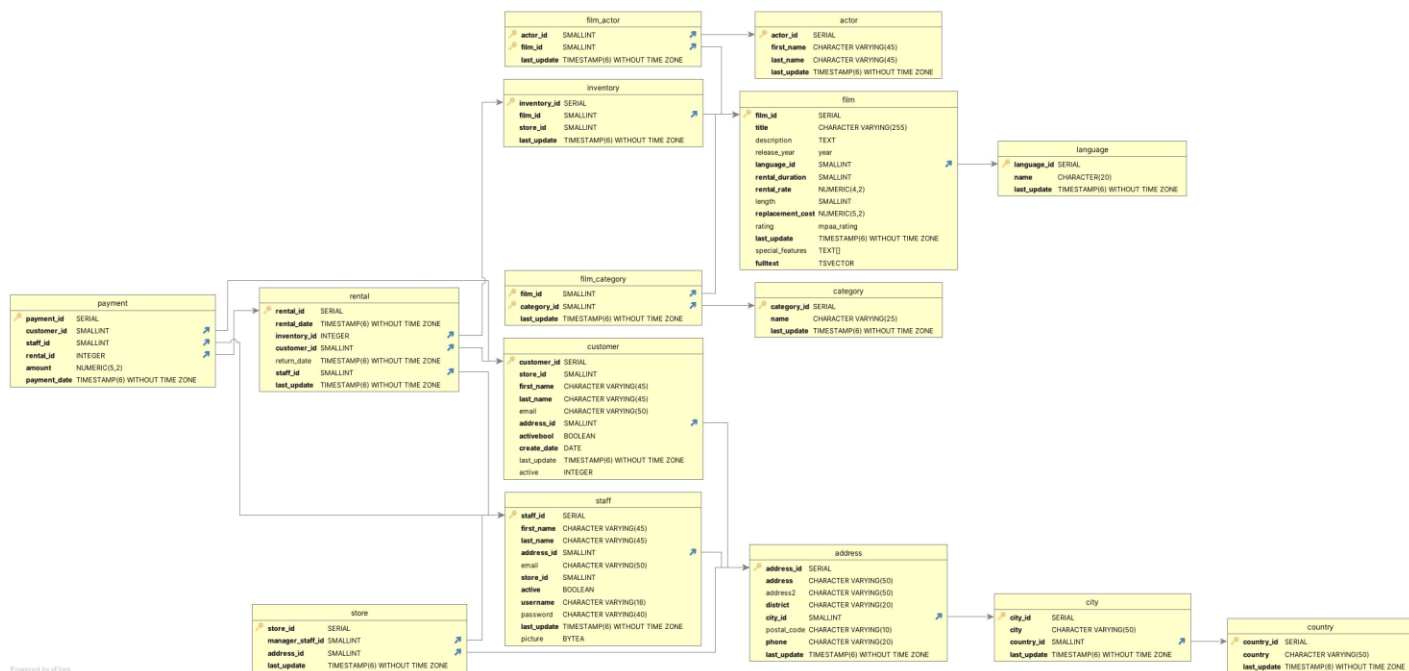 film_actor
actor_id SMALLINT
film_id SMALLINT
last_update TIMESTAMP(6) WITHOUT TIME ZONE
actor
actor_id SERIAL
first_name CHARACTER VARYING(45)
last_name CHARACTER VARYING(45)
last_update TIMESTAMP(6) WITHOUT TIME ZONE
inventory
inventory_id SERIAL
film_id SMALLINT
store_id SMALLINT
last_update TIMESTAMP(6) WITHOUT TIME ZONE
film
film_id SERIAL
title CHARACTER VARYING(255)
description TEXT
release_year year
language_id SMALLINT
rental_duration SMALLINT
rental_rate NUMERIC(4,2)
length SMALLINT
replacement_cost NUMERIC(5,2)
rating mpaa_rating
last_update TIMESTAMP(6) WITHOUT TIME ZONE
special_features TEXT[]
fulltext TSVECTOR
language
language_id SERIAL
name CHARACTER(20)
last_update TIMESTAMP(6) WITHOUT TIME ZONE
film_category
film_id SMALLINT
category_id SMALLINT
last_update TIMESTAMP(6) WITHOUT TIME ZONE
category
category_id SERIAL
name CHARACTER VARYING(25)
last_update TIMESTAMP(6) WITHOUT TIME ZONE
payment
payment_id SERIAL
customer_id SMALLINT
staff_id SMALLINT
rental_id INTEGER
amount NUMERIC(5,2)
payment_date TIMESTAMP(6) WITHOUT TIME ZONE
rental
rental_id SERIAL
rental_date TIMESTAMP(6) WITHOUT TIME ZONE
inventory_id INTEGER
customer_id SMALLINT
return_date TIMESTAMP(6) WITHOUT TIME ZONE
staff_id SMALLINT
last_update TIMESTAMP(6) WITHOUT TIME ZONE
customer
customer_id SERIAL
store_id SMALLINT
first_name CHARACTER VARYING(45)
last_name CHARACTER VARYING(45)
email CHARACTER VARYING(50)
address_id SMALLINT
activebool BOOLEAN
create_date DATE
last_update TIMESTAMP(6) WITHOUT TIME ZONE
active INTEGER
staff
staff_id SERIAL
first_name CHARACTER VARYING(45)
last_name CHARACTER VARYING(45)
address_id SMALLINT
email CHARACTER VARYING(50)
store_id SMALLINT
active BOOLEAN
username CHARACTER VARYING(16)
password CHARACTER VARYING(40)
last_update TIMESTAMP(6) WITHOUT TIME ZONE
picture BYTEA
store
store_id SERIAL
manager_staff_id SMALLINT
address_id SMALLINT
last_update TIMESTAMP(6) WITHOUT TIME ZONE
address
address_id SERIAL
address CHARACTER VARYING(50)
address2 CHARACTER VARYING(50)
district CHARACTER VARYING(20)
city_id SMALLINT
postal_code CHARACTER VARYING(10)
phone CHARACTER VARYING(20)
last_update TIMESTAMP(6) WITHOUT TIME ZONE
city
city_id SERIAL
city CHARACTER VARYING(50)
country_id SMALLINT
last_update TIMESTAMP(6) WITHOUT TIME ZONE
country
country_id SERIAL
country CHARACTER VARYING(50)
last_update TIMESTAMP(6) WITHOUT TIME ZONE
Powered by yFiles